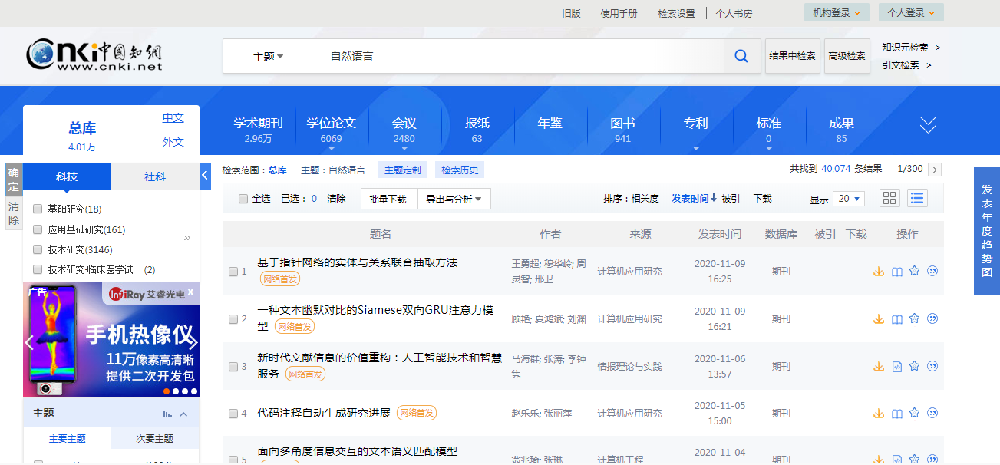 旧版 使用手册 检索设置 个人书房 机构登录 个人登录
cnki 中国知網
www.cnki.net
主题 自然语言 结果中检索 高级检索
知识元检索 >
引文检索 >
总库
4.01万
中文
外文
学术期刊 学位论文 会议 报纸 年鉴 图书 专利 标准 成果
2.96万 6069 2480 63 941 0 85
确定
清除
科技 社科
基础研究(18)
应用基础研究(161)
技术研究(3146)
技术研究-临床医学试... (2)
广告 InfiRay 艾睿光电 X
手机热像仪
11万像素高清晰
提供二次开发包
主题
主要主题 次要主题
检索范围：总库 主题：自然语言 主题定制 检索历史 共找到 40,074 条结果 1/300
全选 已选：0 清除 批量下载 导出与分析 排序：相关度 发表时间↓ 被引 下载 显示 20
题名 作者 来源 发表时间 数据库 被引 下载 操作
1 基于指针网络的实体与关系联合抽取方法
网络首发
王勇超; 穆华岭; 周
灵智; 邢卫
计算机应用研究
2020-11-09
16:25
期刊
2 一种文本幽默对比的Siamese双向GRU注意力模
型 网络首发
顾艳; 夏鸿斌; 刘渊
计算机应用研究
2020-11-09
16:21
期刊
3 新时代文献信息的价值重构：人工智能技术和智慧
服务 网络首发
马海群; 张涛; 李钟
隽
情报理论与实践
2020-11-06
13:57
期刊
4 代码注释自动生成研究进展 网络首发
赵乐乐; 张丽萍
计算机应用研究
2020-11-05
15:00
期刊
5 面向多角度信息交互的文本语义匹配模型
翁兆琦; 张琳
计算机工程
2020-11-04
期刊
发表年度趋势图